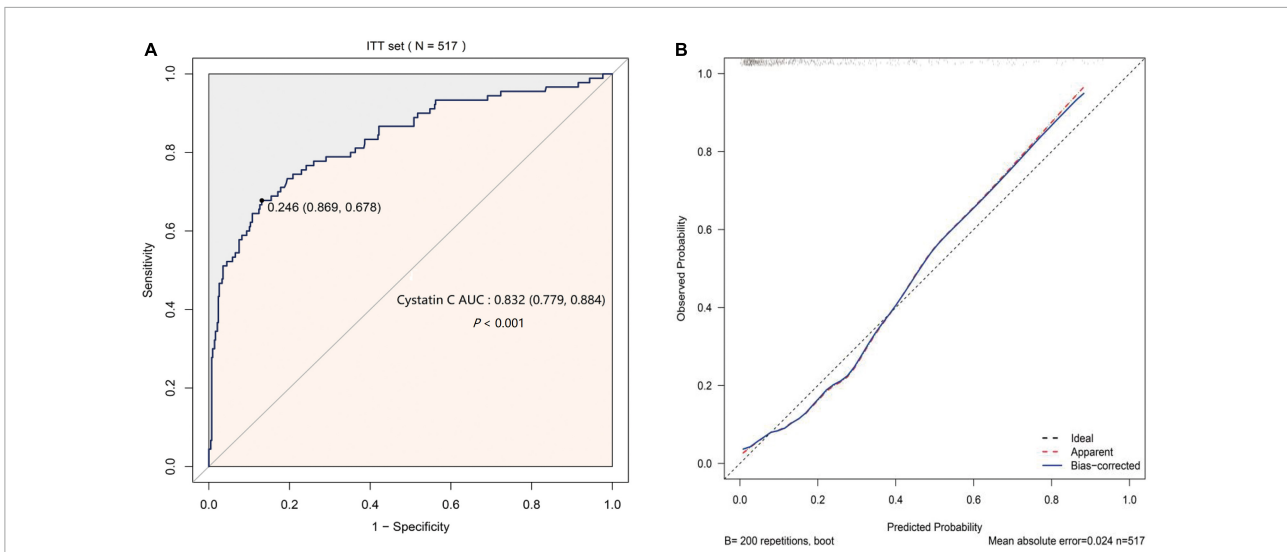 A
ITT set ( N = 517 )
1.0
0.8
0.6
0.4
0.2
0.0
Sensitivity
0.246 (0.869, 0.678)
Cystatin C AUC : 0.832 (0.779, 0.884)
P < 0.001
0.0 0.2 0.4 0.6 0.8 1.0
1 − Specificity
B
1.0
0.8
0.6
0.4
0.2
0.0
Observed Probability
Ideal
Apparent
Bias−corrected
0.0 0.2 0.4 0.6 0.8 1.0
Predicted Probability
B= 200 repetitions, boot
Mean absolute error=0.024 n=517